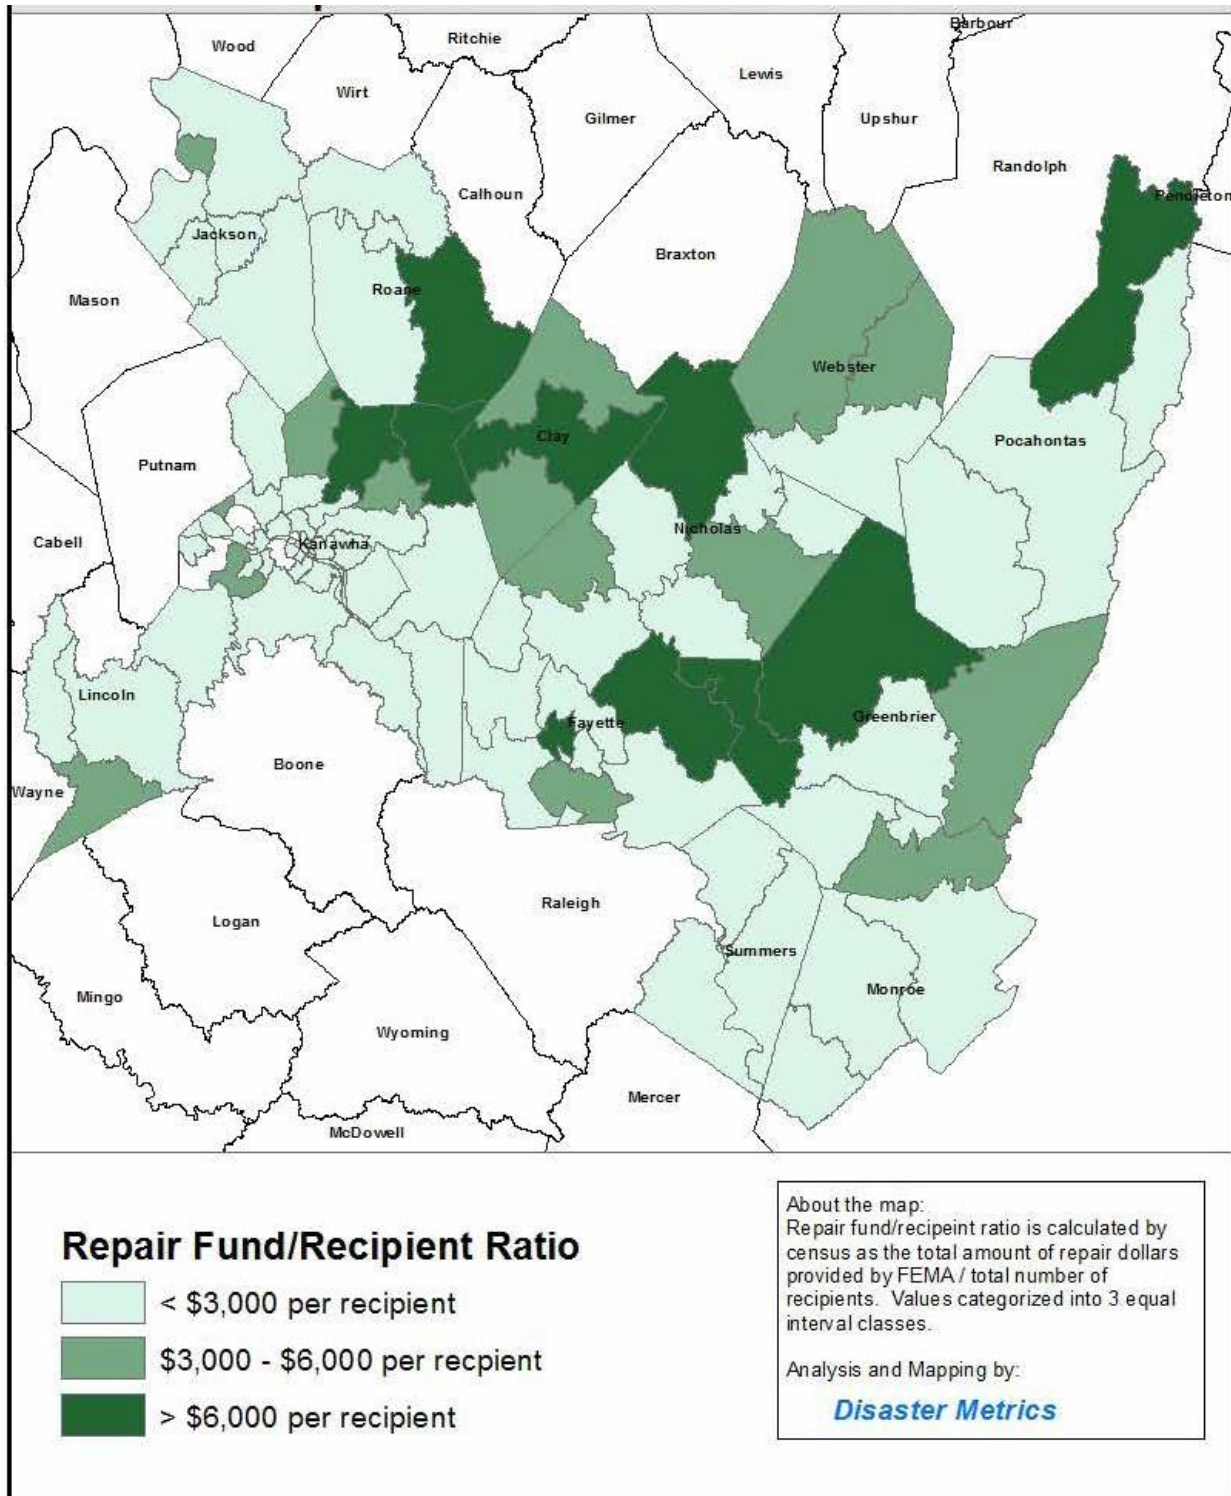 Barbour
Wood
Ritchie
Lewis
Wirt
Gilmer
Upshur
Randolph
Calhoun
Pendleton
Jackson
Braxton
Roane
Mason
Webster
Clay
Pocahontas
Putnam
Nicholas
Cabell
Kanawha
Lincoln
Fayette
Greenbrier
Boone
Wayne
Raleigh
Logan
Summers
Monroe
Mingo
Wyoming
Mercer
McDowell
Repair Fund/Recipient Ratio
< $3,000 per recipient
$3,000 - $6,000 per recpient
> $6,000 per recipient
About the map:
Repair fund/recipeint ratio is calculated by
census as the total amount of repair dollars
provided by FEMA / total number of
recipients. Values categorized into 3 equal
interval classes.
Analysis and Mapping by:
Disaster Metrics